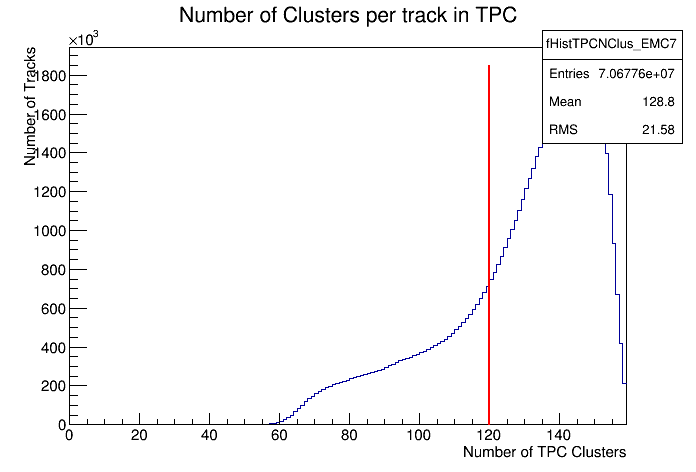 Number of Clusters per track in TPC
×10³
fHistTPCNClus_EMC7
Entries 7.06776e+07
Mean 128.8
RMS 21.58
Number of Tracks
1800
1600
1400
1200
1000
800
600
400
200
0
0 20 40 60 80 100 120 140
Number of TPC Clusters